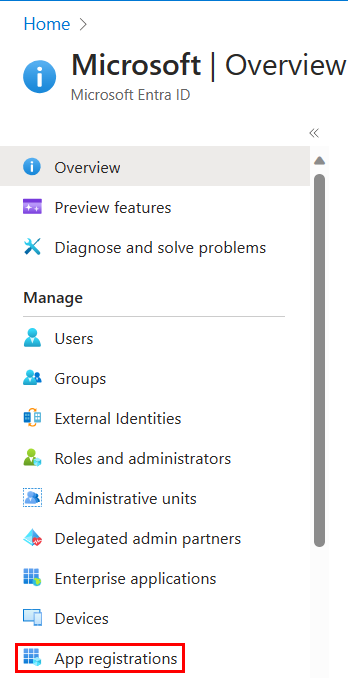 Home
Microsoft | Overview
Microsoft Entra ID
Overview
Preview features
Diagnose and solve problems
Manage
Users
Groups
External Identities
Roles and administrators
Administrative units
Delegated admin partners
Enterprise applications
Devices
App registrations